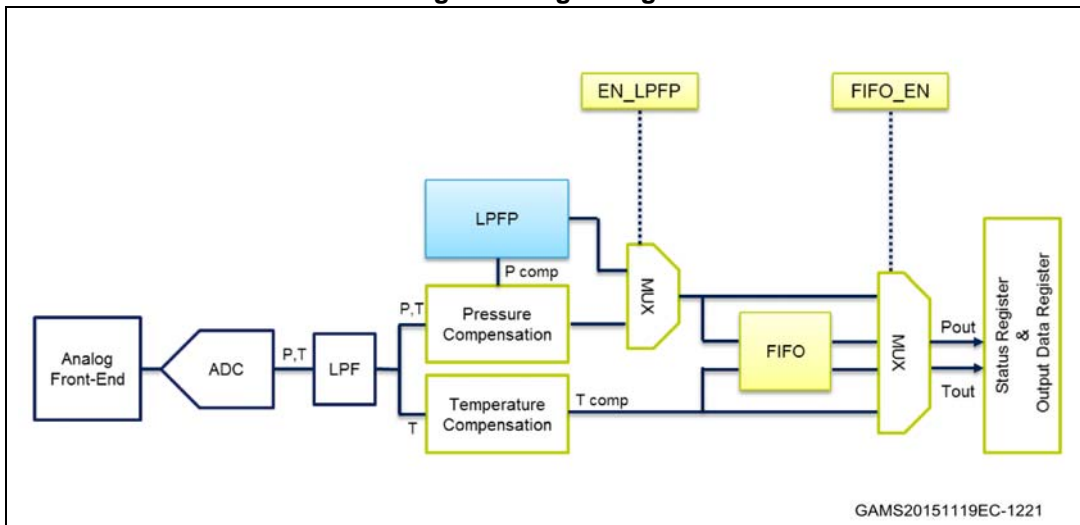 EN_LPFP
FIFO_EN
LPFP
P comp
P,T
Pressure
Compensation
MUX
Analog
Front-End
ADC
P,T
LPF
FIFO
MUX
Pout
Tout
Status Register
&
Output Data Register
T
Temperature
Compensation
T comp
GAMS20151119EC-1221